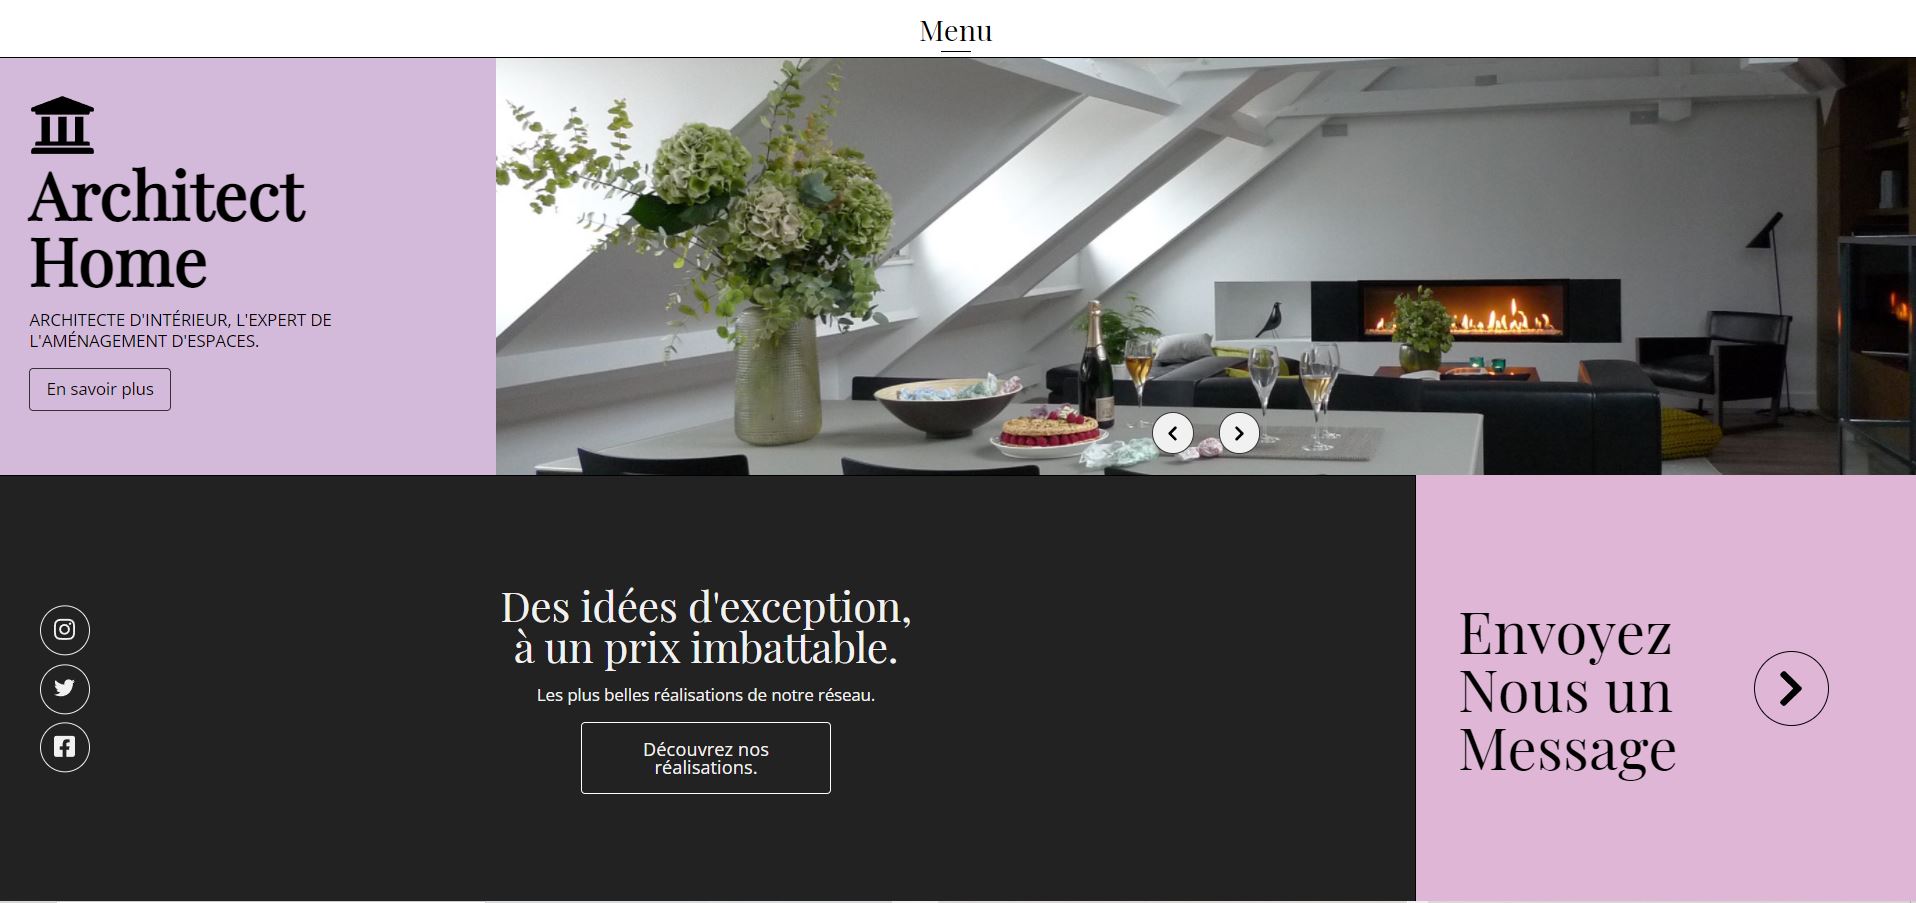 Menu
Architect
Home
ARCHITECTE D'INTÉRIEUR, L'EXPERT DE
L'AMÉNAGEMENT D'ESPACES.
En savoir plus
Des idées d'exception,
à un prix imbattable.
Les plus belles réalisations de notre réseau.
Découvrez nos
réalisations.
Envoyez
Nous un
Message